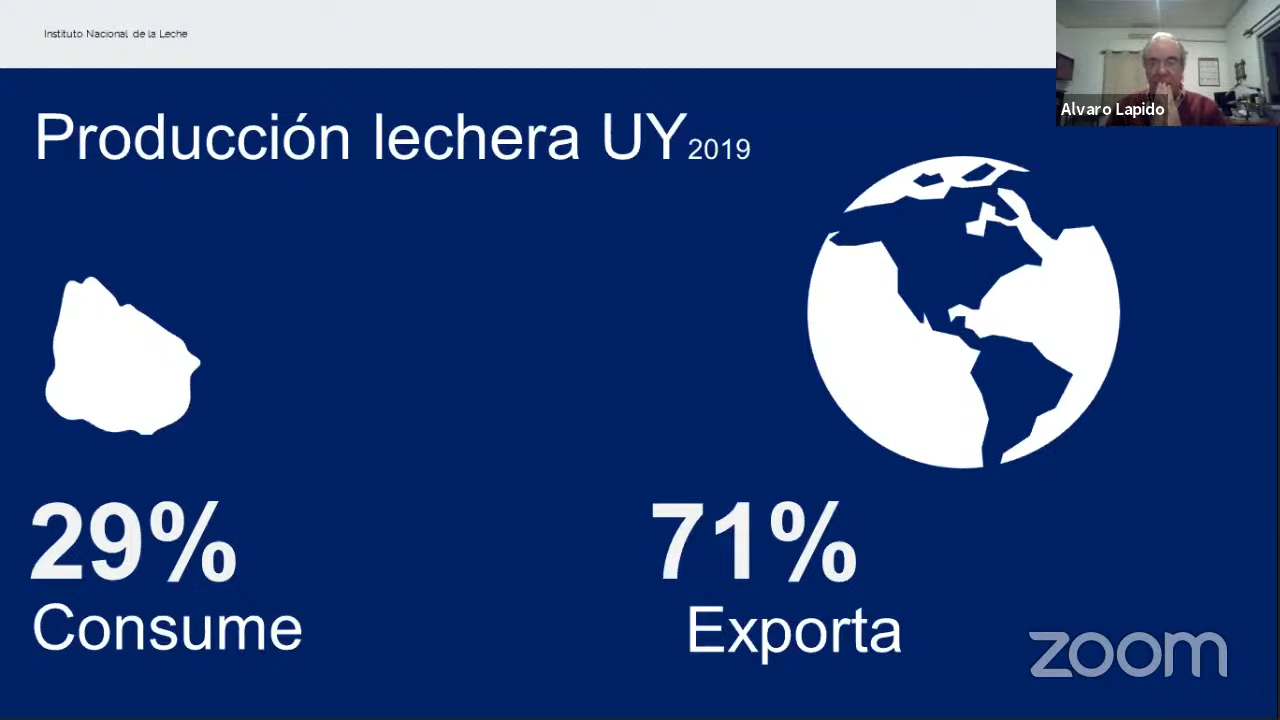 Instituto Nacional de la Leche
Alvaro Lapido
Producción lechera UY2019
29%
71%
Consume
Exporta
zoom